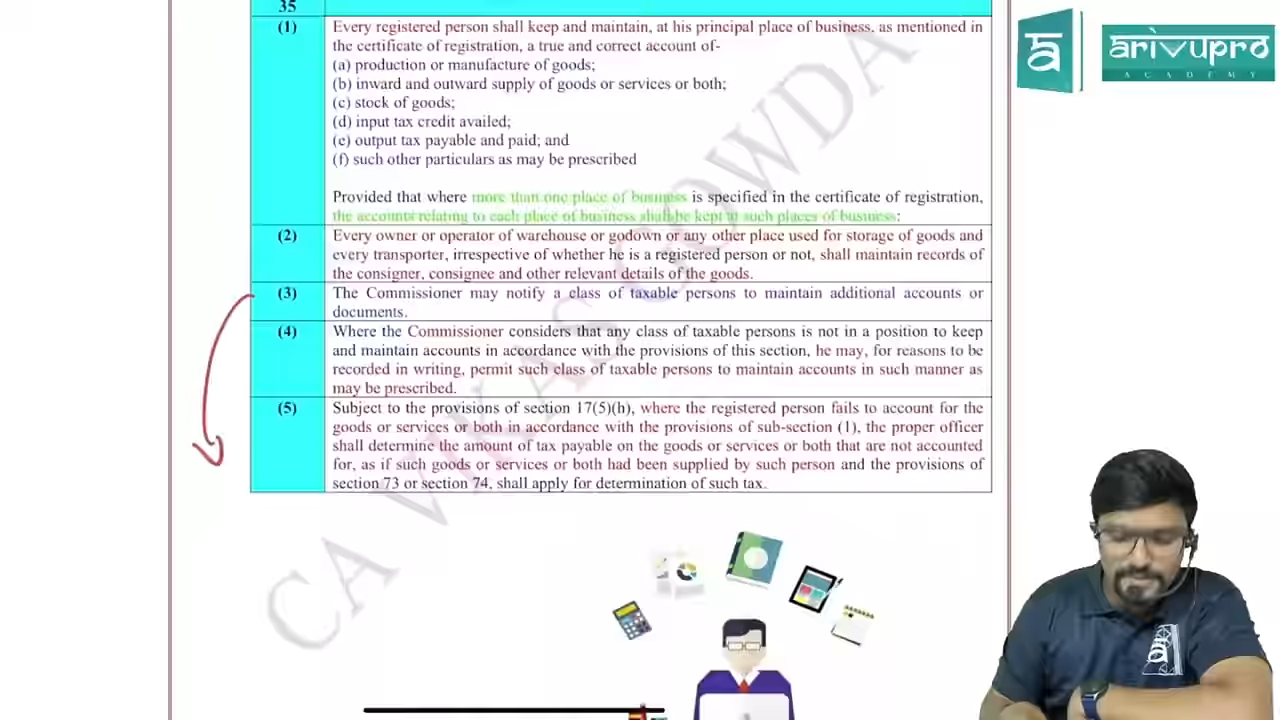 35
(1)
Every registered person shall keep and maintain, at his principal place of business, as mentioned in
the certificate of registration, a true and correct account of-
(a) production or manufacture of goods;
(b) inward and outward supply of goods or services or both;
(c) stock of goods;
(d) input tax credit availed;
(e) output tax payable and paid; and
(f) such other particulars as may be prescribed
Provided that where more than one place of business is specified in the certificate of registration,
the accounts relating to each place of business shall be kept at such places of business:
(2)
Every owner or operator of warehouse or godown or any other place used for storage of goods and
every transporter, irrespective of whether he is a registered person or not, shall maintain records of
the consigner, consignee and other relevant details of the goods.
(3)
The Commissioner may notify a class of taxable persons to maintain additional accounts or
documents.
(4)
Where the Commissioner considers that any class of taxable persons is not in a position to keep
and maintain accounts in accordance with the provisions of this section, he may, for reasons to be
recorded in writing, permit such class of taxable persons to maintain accounts in such manner as
may be prescribed.
(5)
Subject to the provisions of section 17(5)(h), where the registered person fails to account for the
goods or services or both in accordance with the provisions of sub-section (1), the proper officer
shall determine the amount of tax payable on the goods or services or both that are not accounted
for, as if such goods or services or both had been supplied by such person and the provisions of
section 73 or section 74, shall apply for determination of such tax.
CA VIKAS GOWDA
arivupro
ACADEMY